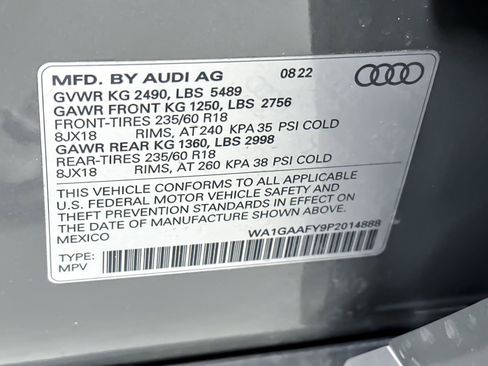 MFD. BY AUDI AG 0822
GVWR KG 2490, LBS 5489
GAWR FRONT KG 1250, LBS 2756
FRONT-TIRES 235/60 R18
8JX18 RIMS, AT 240 KPA 35 PSI COLD
GAWR REAR KG 1360, LBS 2998
REAR-TIRES 235/60 R18
8JX18 RIMS, AT 260 KPA 38 PSI COLD
THIS VEHICLE CONFORMS TO ALL APPLICABLE
U.S. FEDERAL MOTOR VEHICLE SAFETY AND
THEFT PREVENTION STANDARDS IN EFFECT ON
THE DATE OF MANUFACTURE SHOWN ABOVE.
MEXICO WA1GAAFY9P2014888
TYPE:
MPV